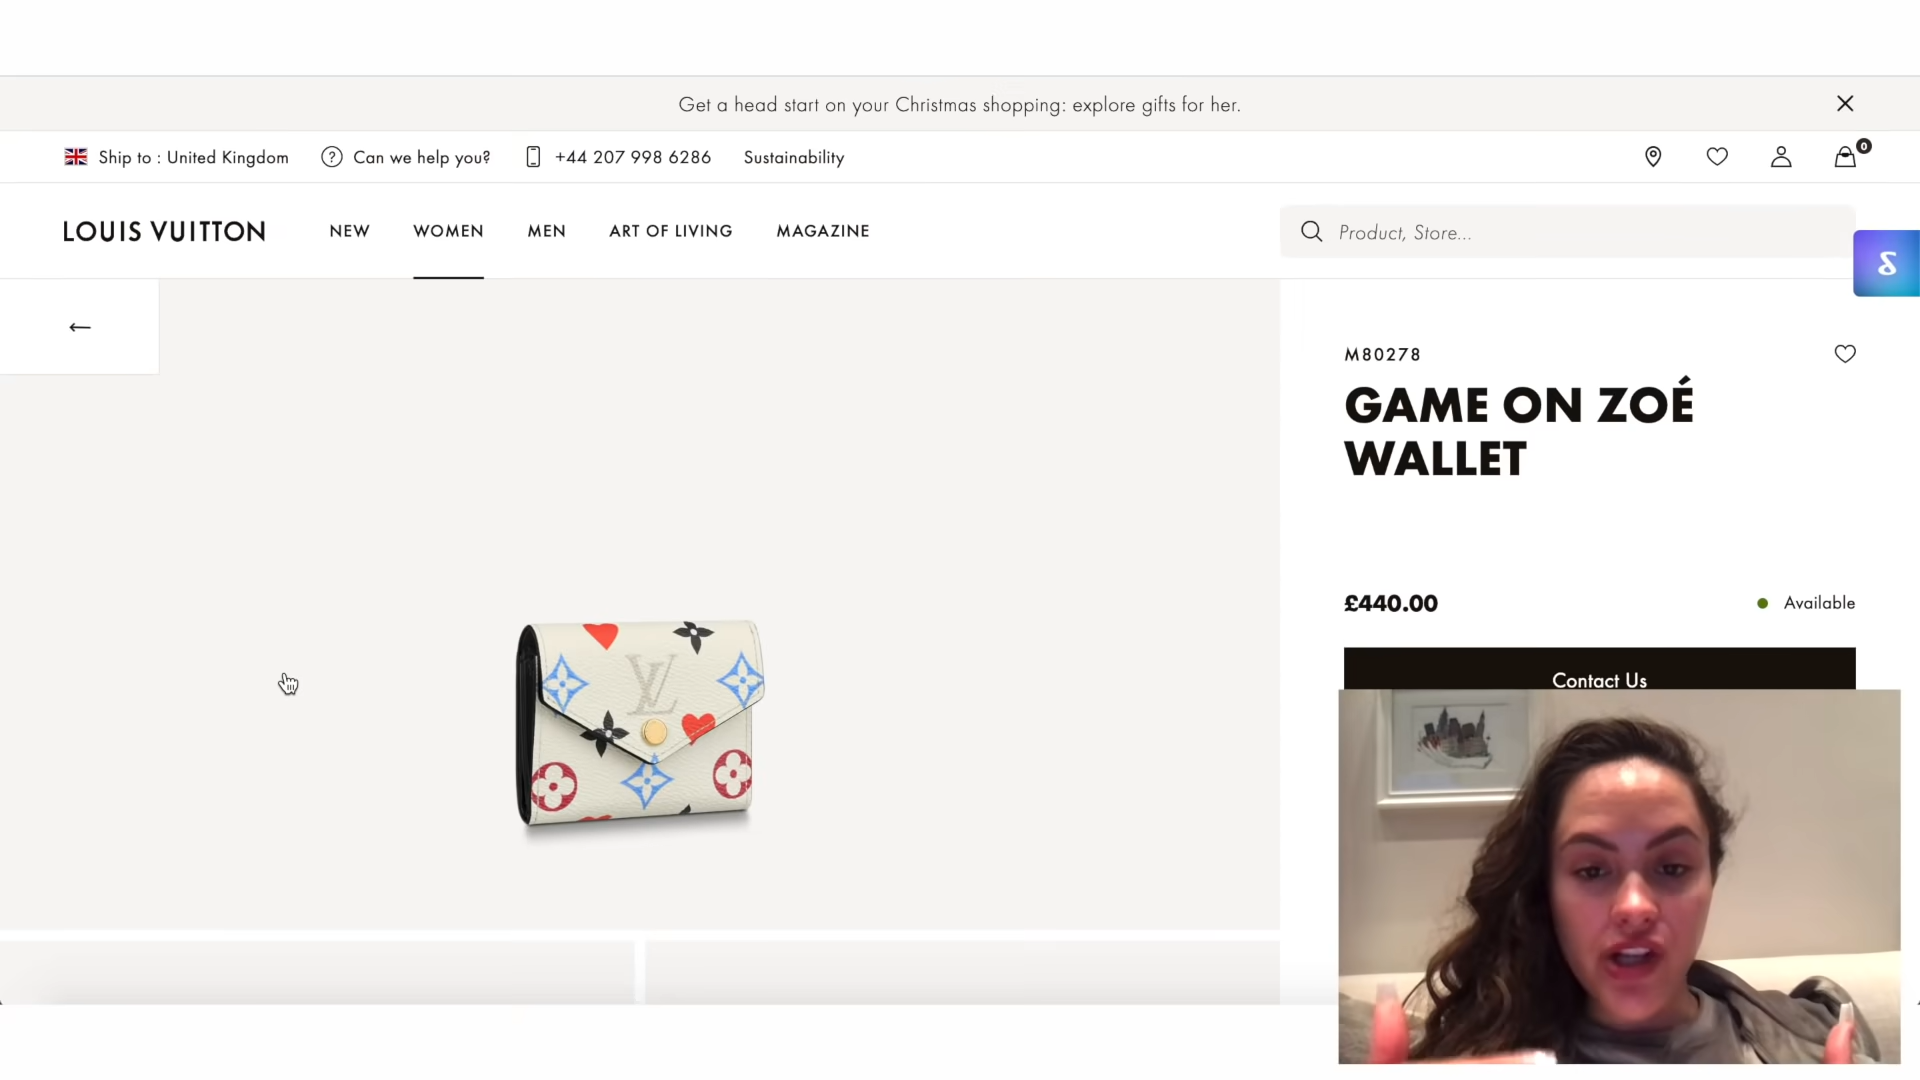 Get a head start on your Christmas shopping: explore gifts for her.
Ship to : United Kingdom
Can we help you?
+44 207 998 6286
Sustainability
0
LOUIS VUITTON
NEW
WOMEN
MEN
ART OF LIVING
MAGAZINE
Product, Store...
M80278
GAME ON ZOÉ
WALLET
£440.00
Available
Contact Us
LV